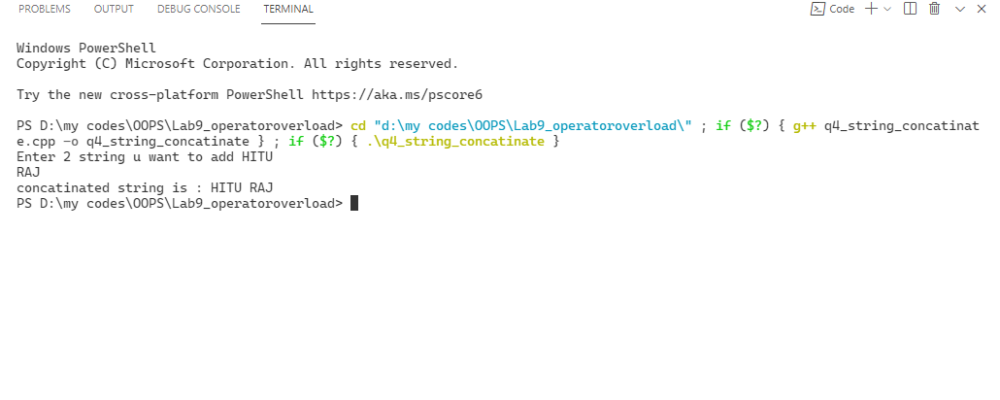 PROBLEMS OUTPUT DEBUG CONSOLE TERMINAL Code
Windows PowerShell
Copyright (C) Microsoft Corporation. All rights reserved.
Try the new cross-platform PowerShell https://aka.ms/pscore6
PS D:\my codes\OOPS\Lab9_operatoroverload> cd "d:\my codes\OOPS\Lab9_operatoroverload\" ; if ($?) { g++ q4_string_concatinat
e.cpp -o q4_string_concatinate } ; if ($?) { .\q4_string_concatinate }
Enter 2 string u want to add HITU
RAJ
concatinated string is : HITU RAJ
PS D:\my codes\OOPS\Lab9_operatoroverload>